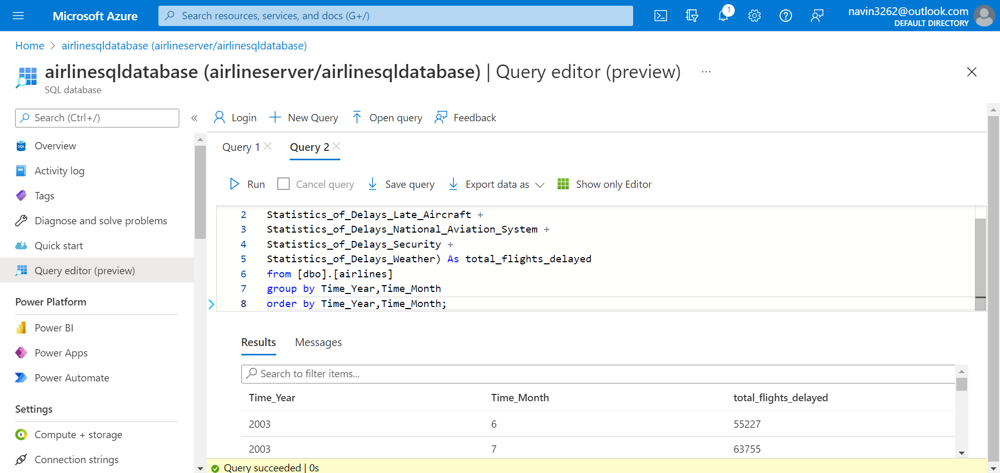 Microsoft Azure
Search resources, services, and docs (G+/)
1
navin3262@outlook.com
DEFAULT DIRECTORY
Home > airlinesqldatabase (airlineserver/airlinesqldatabase)
airlinesqldatabase (airlineserver/airlinesqldatabase) | Query editor (preview) ...
SQL database
Search (Ctrl+/)
«
Login
New Query
Open query
Feedback
SQL
Overview
Activity log
Tags
Diagnose and solve problems
Quick start
Query editor (preview)
Power Platform
Power BI
Power Apps
Power Automate
Settings
Compute + storage
Connection strings
Query 1
Query 2
Run
Cancel query
Save query
Export data as
Show only Editor
2 Statistics_of_Delays_Late_Aircraft +
3 Statistics_of_Delays_National_Aviation_System +
4 Statistics_of_Delays_Security +
5 Statistics_of_Delays_Weather) As total_flights_delayed
6 from [dbo].[airlines]
7 group by Time_Year,Time_Month
8 order by Time_Year,Time_Month;
Results
Messages
Search to filter items...
Time_Year Time_Month total_flights_delayed
2003 6 55227
2003 7 63755
Query succeeded | 0s